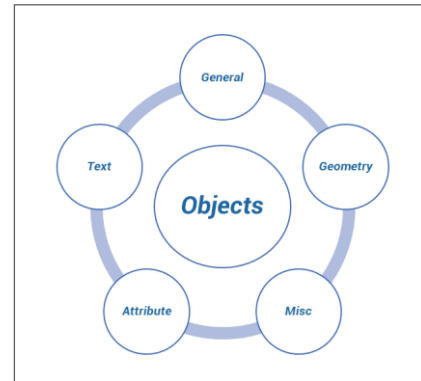 General
Text
Geometry
Objects
Attribute
Misc